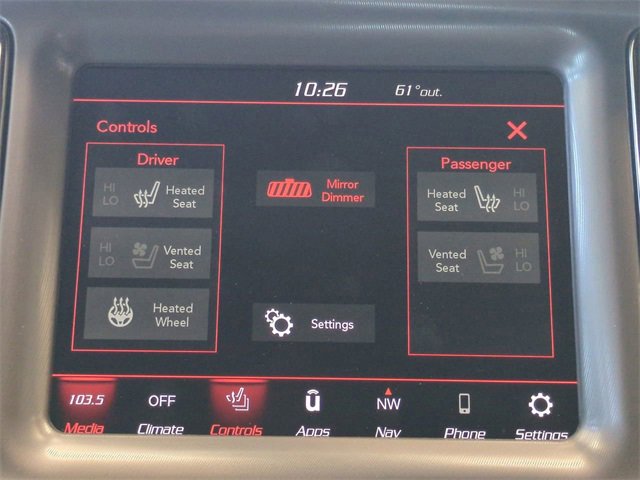 10:26 61°out.
Controls
Driver
HI
LO
Heated
Seat
HI
LO
Vented
Seat
Heated
Wheel
Mirror
Dimmer
Settings
Passenger
Heated
Seat
HI
LO
Vented
Seat
HI
LO
103.5 OFF NW
Media Climate Controls Apps Nav Phone Settings